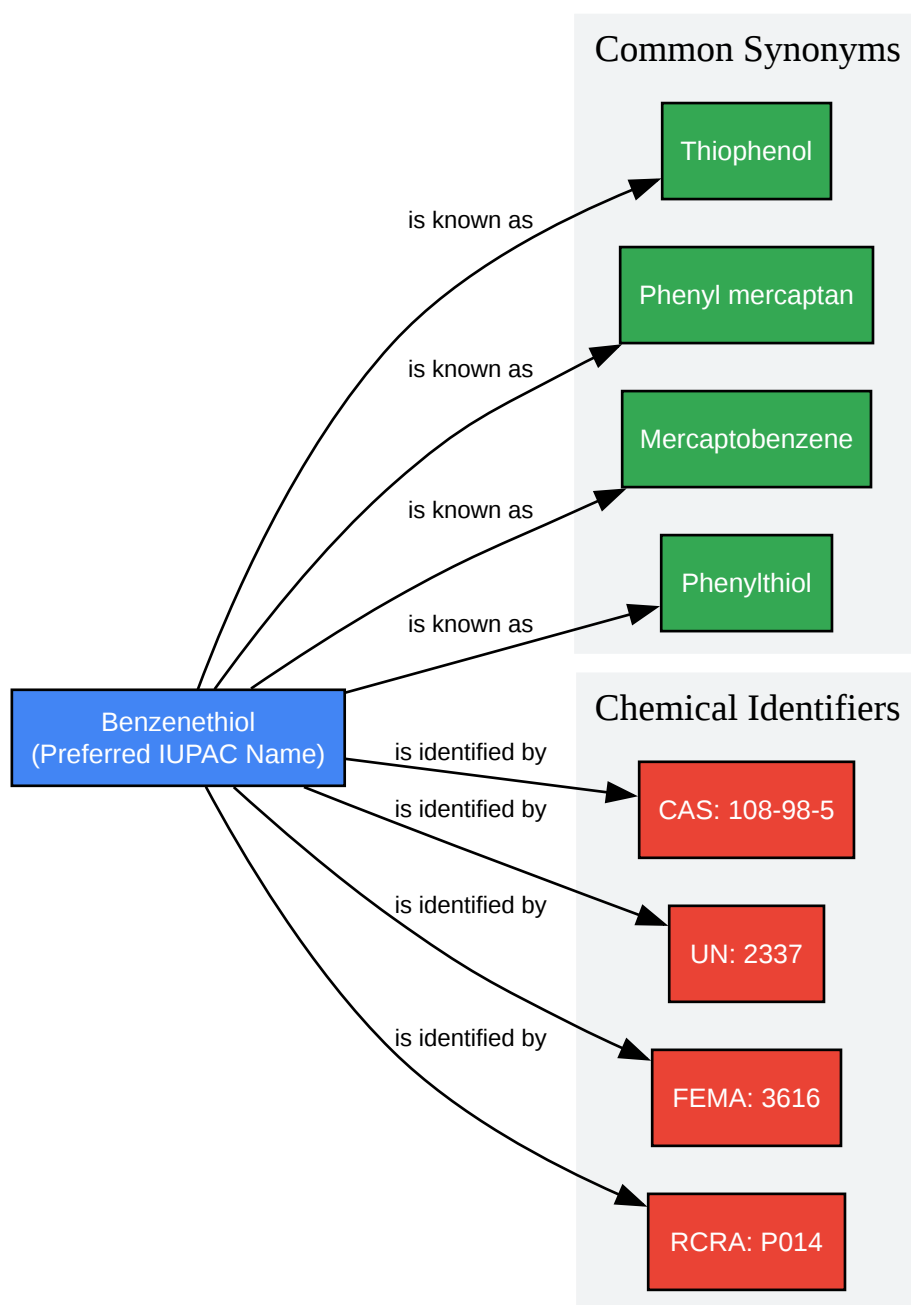 Common Synonyms
Thiophenol
is known as
Phenyl mercaptan
is known as
Mercaptobenzene
is known as
Phenylthiol
is known as
Benzenethiol
(Preferred IUPAC Name)
Chemical Identifiers
is identified by
CAS: 108-98-5
is identified by
UN: 2337
is identified by
FEMA: 3616
is identified by
RCRA: P014